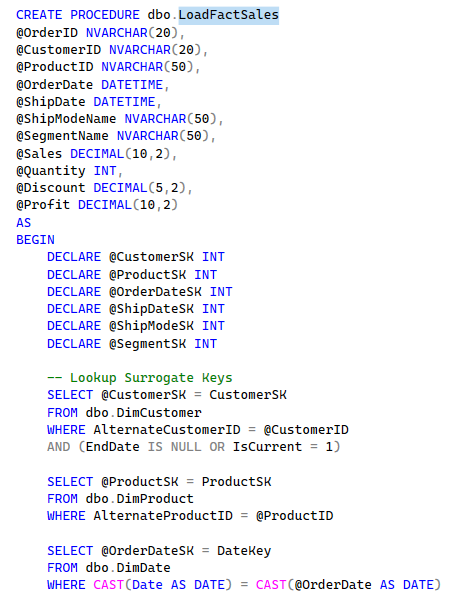 CREATE PROCEDURE dbo.LoadFactSales
@OrderID NVARCHAR(20),
@CustomerID NVARCHAR(20),
@ProductID NVARCHAR(50),
@OrderDate DATETIME,
@ShipDate DATETIME,
@ShipModeName NVARCHAR(50),
@SegmentName NVARCHAR(50),
@Sales DECIMAL(10,2),
@Quantity INT,
@Discount DECIMAL(5,2),
@Profit DECIMAL(10,2)
AS
BEGIN
    DECLARE @CustomerSK INT
    DECLARE @ProductSK INT
    DECLARE @OrderDateSK INT
    DECLARE @ShipDateSK INT
    DECLARE @ShipModeSK INT
    DECLARE @SegmentSK INT

    -- Lookup Surrogate Keys
    SELECT @CustomerSK = CustomerSK
    FROM dbo.DimCustomer
    WHERE AlternateCustomerID = @CustomerID
    AND (EndDate IS NULL OR IsCurrent = 1)

    SELECT @ProductSK = ProductSK
    FROM dbo.DimProduct
    WHERE AlternateProductID = @ProductID

    SELECT @OrderDateSK = DateKey
    FROM dbo.DimDate
    WHERE CAST(Date AS DATE) = CAST(@OrderDate AS DATE)